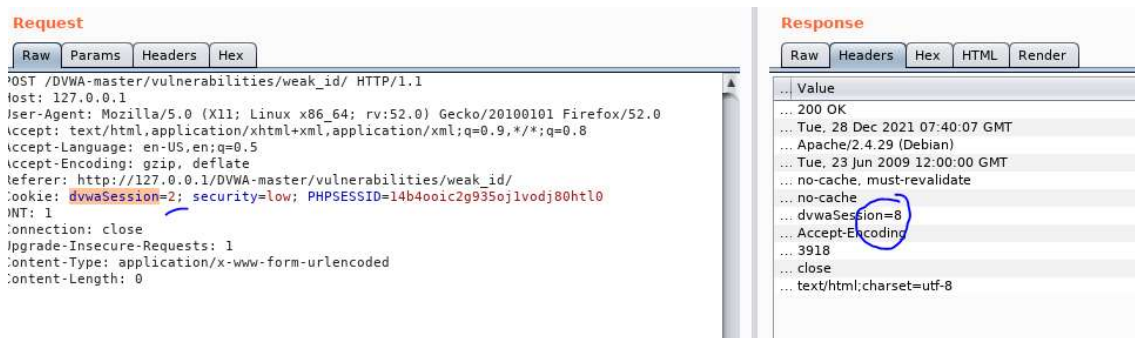 Request
Raw Params Headers Hex
POST /DVWA-master/vulnerabilities/weak_id/ HTTP/1.1
Host: 127.0.0.1
User-Agent: Mozilla/5.0 (X11; Linux x86_64; rv:52.0) Gecko/20100101 Firefox/52.0
Accept: text/html,application/xhtml+xml,application/xml;q=0.9,*/*;q=0.8
Accept-Language: en-US,en;q=0.5
Accept-Encoding: gzip, deflate
Referer: http://127.0.0.1/DVWA-master/vulnerabilities/weak_id/
Cookie: dvwaSession=2; security=low; PHPSESSID=14b4ooic2g935oj1vodj80htl0
DNT: 1
Connection: close
Upgrade-Insecure-Requests: 1
Content-Type: application/x-www-form-urlencoded
Content-Length: 0
Response
Raw Headers Hex HTML Render
... Value
... 200 OK
... Tue, 28 Dec 2021 07:40:07 GMT
... Apache/2.4.29 (Debian)
... Tue, 23 Jun 2009 12:00:00 GMT
... no-cache, must-revalidate
... no-cache
... dvwaSession=8
... Accept-Encoding
... 3918
... close
... text/html;charset=utf-8